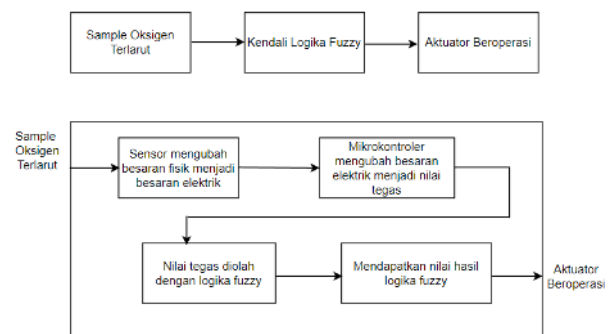 Sample Oksigen
Terlarut
Kendali Logika Fuzzy
Aktuator Beroperasi
Sample
Oksigen
Terlarut
Sensor mengubah
besaran fisik menjadi
besaran elektrik
Mikrokontroler
mengubah besaran
elektrik menjadi nilai
tegas
Nilai tegas diolah
dengan logika fuzzy
Mendapatkan nilai hasil
logika fuzzy
Aktuator
Beroperasi